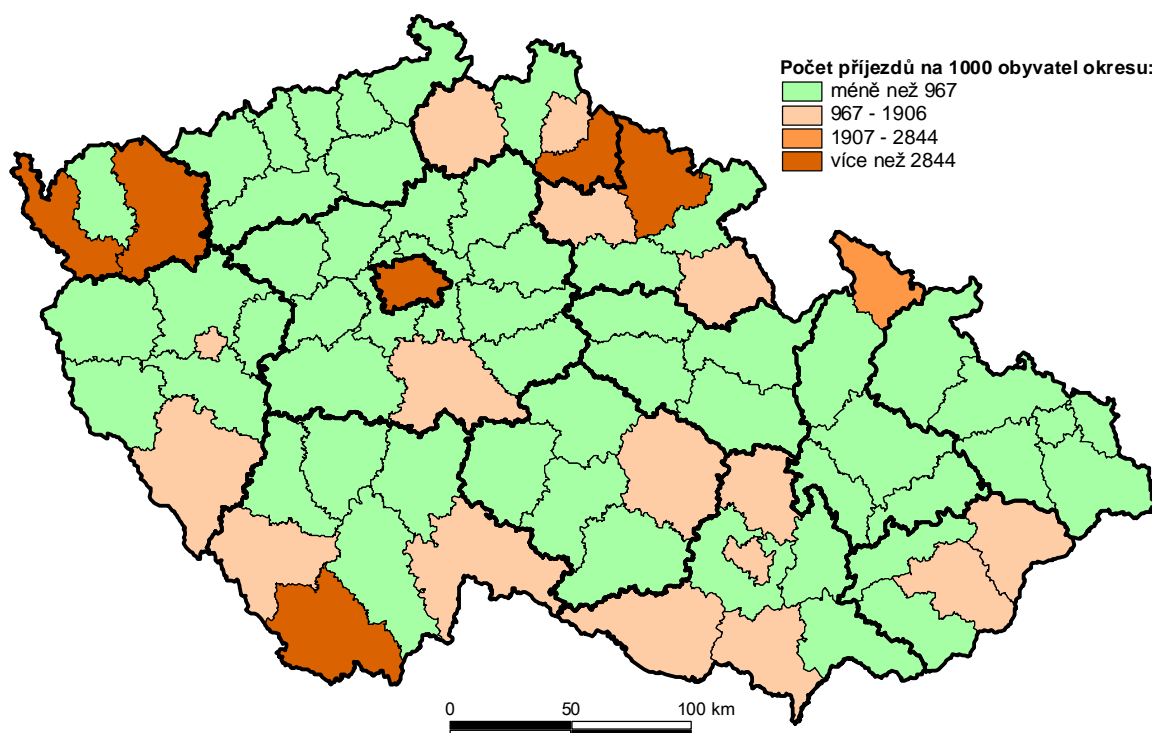 Počet příjezdů na 1000 obyvatel okresu:
méně než 967
967 - 1906
1907 - 2844
více než 2844
0 50 100 km